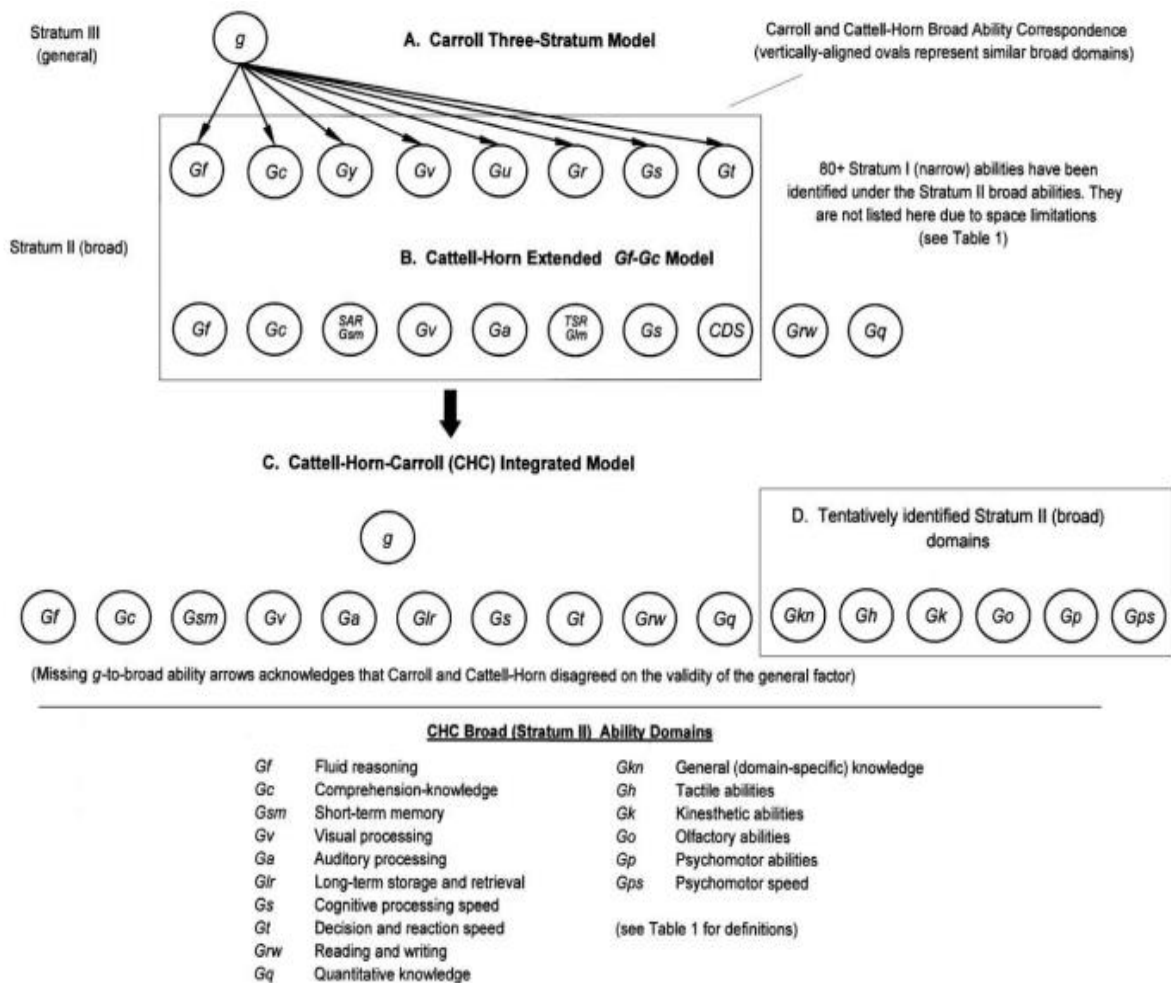 Stratum III
(general)
g
A. Carroll Three-Stratum Model
Carroll and Cattell-Horn Broad Ability Correspondence
(vertically-aligned ovals represent similar broad domains)
Gf Gc Gy Gv Gu Gr Gs Gt
80+ Stratum I (narrow) abilities have been
identified under the Stratum II broad abilities. They
are not listed here due to space limitations
(see Table 1)
Stratum II (broad)
B. Cattell-Horn Extended Gf-Gc Model
Gf Gc SAR Gsm Gv Ga TSR Glm Gs CDS Grw Gq
C. Cattell-Horn-Carroll (CHC) Integrated Model
g
D. Tentatively identified Stratum II (broad)
domains
Gf Gc Gsm Gv Ga Glr Gs Gt Grw Gq Gkn Gh Gk Go Gp Gps
(Missing g-to-broad ability arrows acknowledges that Carroll and Cattell-Horn disagreed on the validity of the general factor)
CHC Broad (Stratum II) Ability Domains
Gf Fluid reasoning
Gc Comprehension-knowledge
Gsm Short-term memory
Gv Visual processing
Ga Auditory processing
Glr Long-term storage and retrieval
Gs Cognitive processing speed
Gt Decision and reaction speed
Grw Reading and writing
Gq Quantitative knowledge
Gkn General (domain-specific) knowledge
Gh Tactile abilities
Gk Kinesthetic abilities
Go Olfactory abilities
Gp Psychomotor abilities
Gps Psychomotor speed
(see Table 1 for definitions)